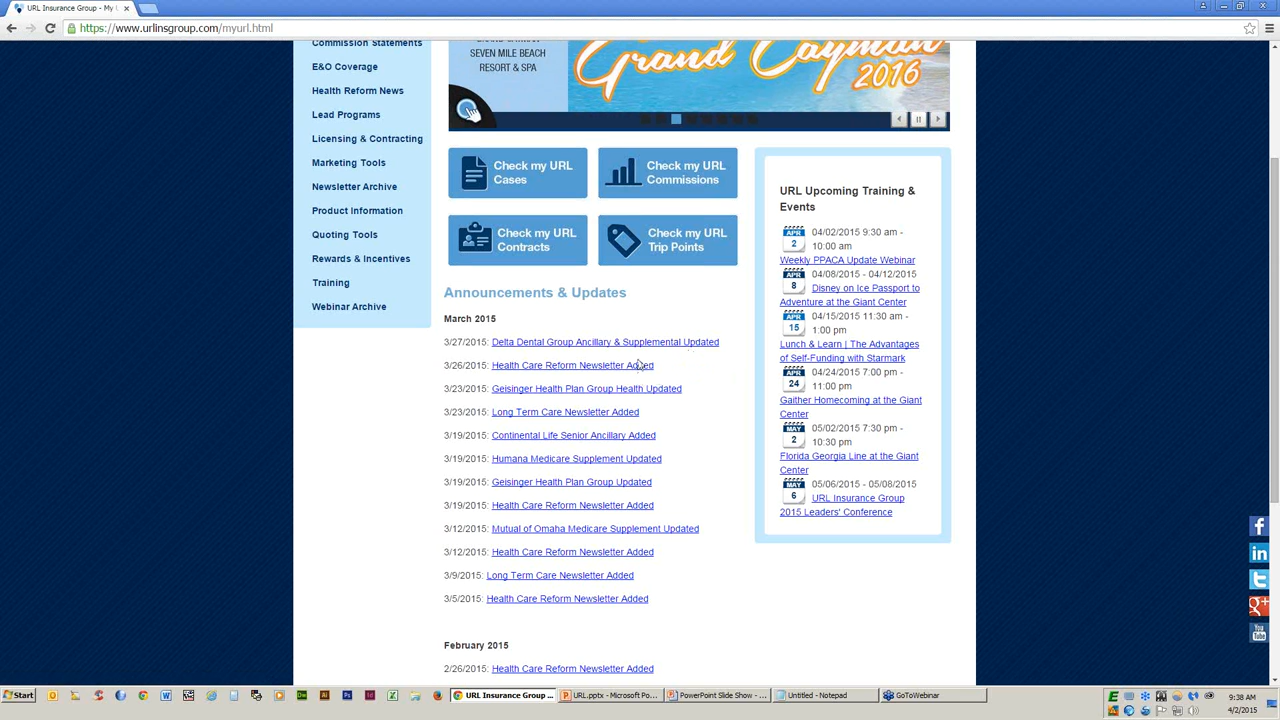 URL Insurance Group - My U
https://www.urlinsgroup.com/myurl.html
Commission Statements
E&O Coverage
Health Reform News
Lead Programs
Licensing & Contracting
Marketing Tools
Newsletter Archive
Product Information
Quoting Tools
Rewards & Incentives
Training
Webinar Archive
SEVEN MILE BEACH
RESORT & SPA
Grand Cayman
2016
Check my URL
Cases
Check my URL
Commissions
Check my URL
Contracts
Check my URL
Trip Points
Announcements & Updates
March 2015
3/27/2015: Delta Dental Group Ancillary & Supplemental Updated
3/26/2015: Health Care Reform Newsletter Added
3/23/2015: Geisinger Health Plan Group Health Updated
3/23/2015: Long Term Care Newsletter Added
3/19/2015: Continental Life Senior Ancillary Added
3/19/2015: Humana Medicare Supplement Updated
3/19/2015: Geisinger Health Plan Group Updated
3/19/2015: Health Care Reform Newsletter Added
3/12/2015: Mutual of Omaha Medicare Supplement Updated
3/12/2015: Health Care Reform Newsletter Added
3/9/2015: Long Term Care Newsletter Added
3/5/2015: Health Care Reform Newsletter Added
February 2015
2/26/2015: Health Care Reform Newsletter Added
URL Upcoming Training &
Events
APR
2
04/02/2015 9:30 am -
10:00 am
Weekly PPACA Update Webinar
APR
8
04/08/2015 - 04/12/2015
Disney on Ice Passport to
Adventure at the Giant Center
APR
15
04/15/2015 11:30 am -
1:00 pm
Lunch & Learn | The Advantages
of Self-Funding with Starmark
APR
24
04/24/2015 7:00 pm -
11:00 pm
Gaither Homecoming at the Giant
Center
MAY
2
05/02/2015 7:30 pm -
10:30 pm
Florida Georgia Line at the Giant
Center
MAY
6
05/06/2015 - 05/08/2015
URL Insurance Group
2015 Leaders' Conference
Start
URL Insurance Group ...
URL.pptx - Microsoft Po...
PowerPoint Slide Show - ...
Untitled - Notepad
GoToWebinar
9:38 AM
4/2/2015